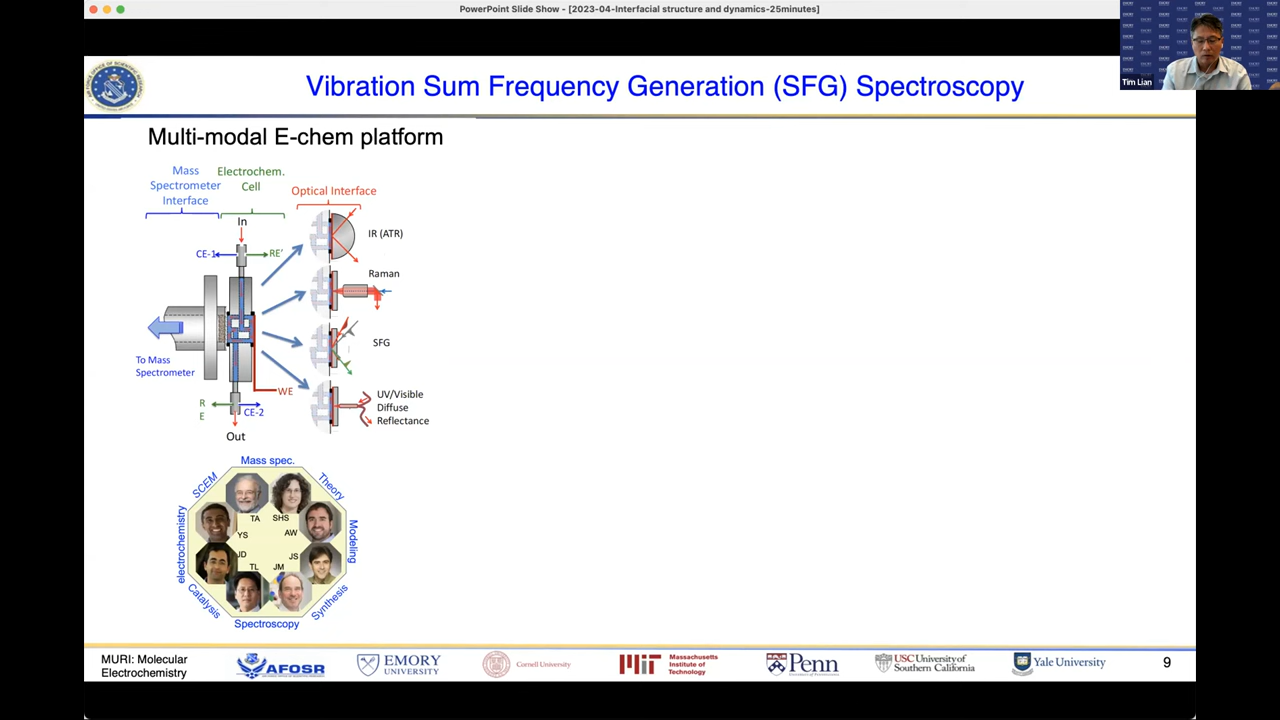 PowerPoint Slide Show - [2023-04-Interfacial structure and dynamics-25minutes]
Tim Lian
Vibration Sum Frequency Generation (SFG) Spectroscopy
Multi-modal E-chem platform
Mass
Spectrometer
Interface
Electrochem.
Cell
Optical Interface
In
CE-1
RE'
IR (ATR)
Raman
SFG
To Mass
Spectrometer
WE
R
E
CE-2
UV/Visible
Diffuse
Reflectance
Out
Mass spec.
SCEM
Theory
TA
SHS
YS
AW
electrochemistry
Modeling
JD
JS
TL
JM
Catalysis
Synthesis
Spectroscopy
MURI: Molecular
Electrochemistry
AFOSR
EMORY
UNIVERSITY
Cornell University
MIT
Massachusetts
Institute of
Technology
Penn
USC University of
Southern California
Yale University
9